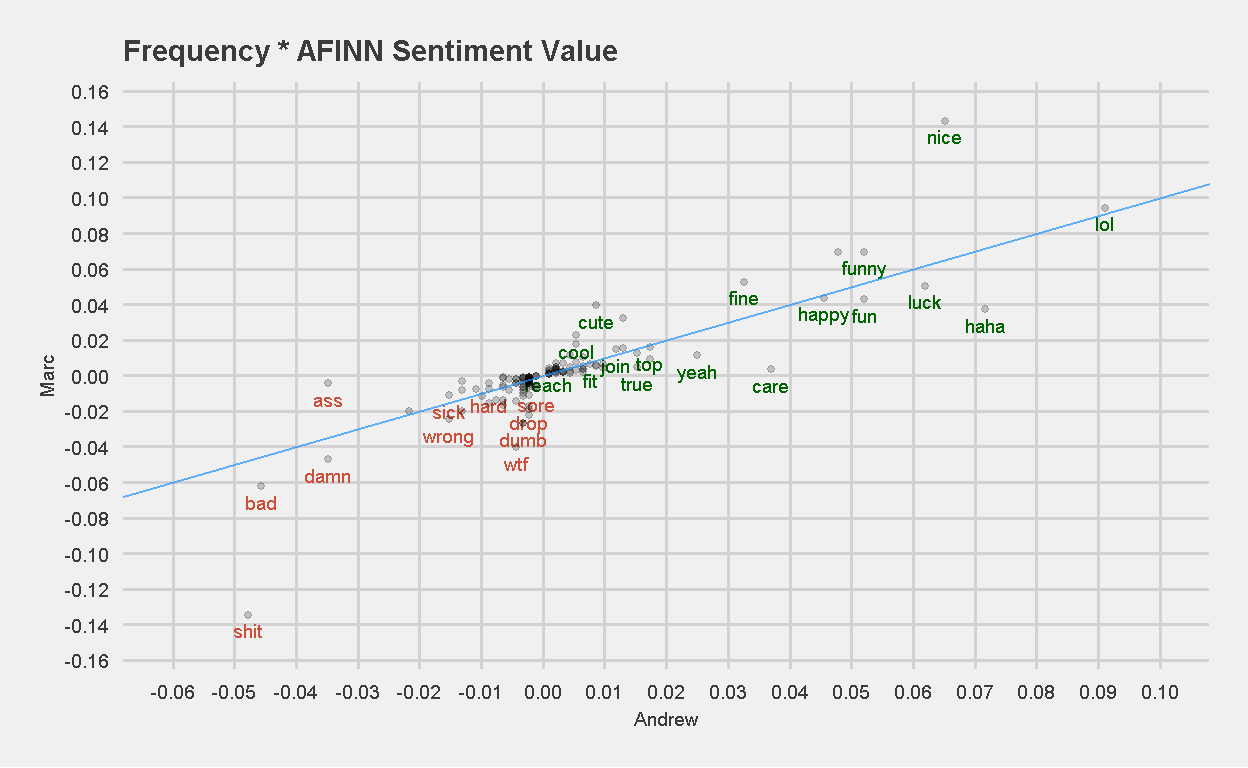 Frequency * AFINN Sentiment Value
0.16
0.14
nice
0.12
0.10
lol
0.08
funny
0.06
fine
luck
0.04
happy
fun
cute
haha
0.02
cool
join
top
yeah
0.00
reach
fit
true
care
ass
sick
hard
sore
-0.02
drop
wrong
dumb
-0.04
wtf
damn
-0.06
bad
-0.08
-0.10
-0.12
shit
-0.14
-0.16
Marc
-0.06 -0.05 -0.04 -0.03 -0.02 -0.01 0.00 0.01 0.02 0.03 0.04 0.05 0.06 0.07 0.08 0.09 0.10
Andrew